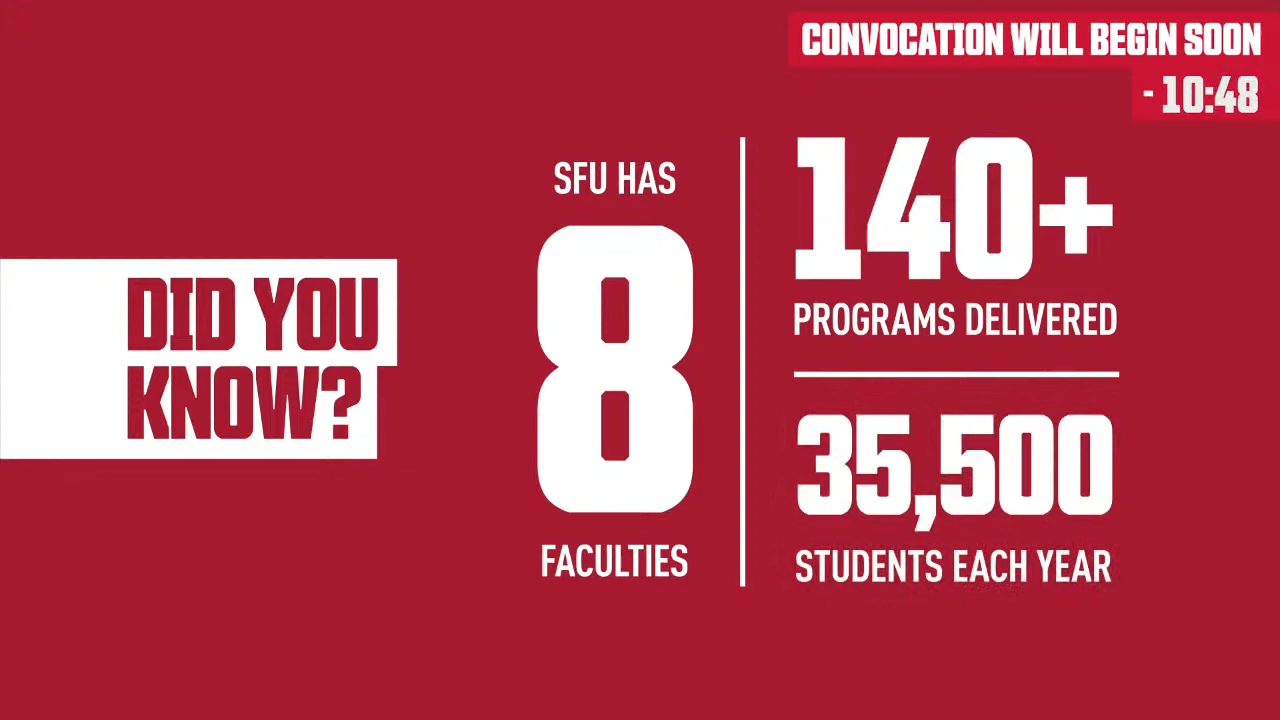 CONVOCATION WILL BEGIN SOON
- 10:48
DID YOU
KNOW?
SFU HAS
8
FACULTIES
140+
PROGRAMS DELIVERED
35,500
STUDENTS EACH YEAR